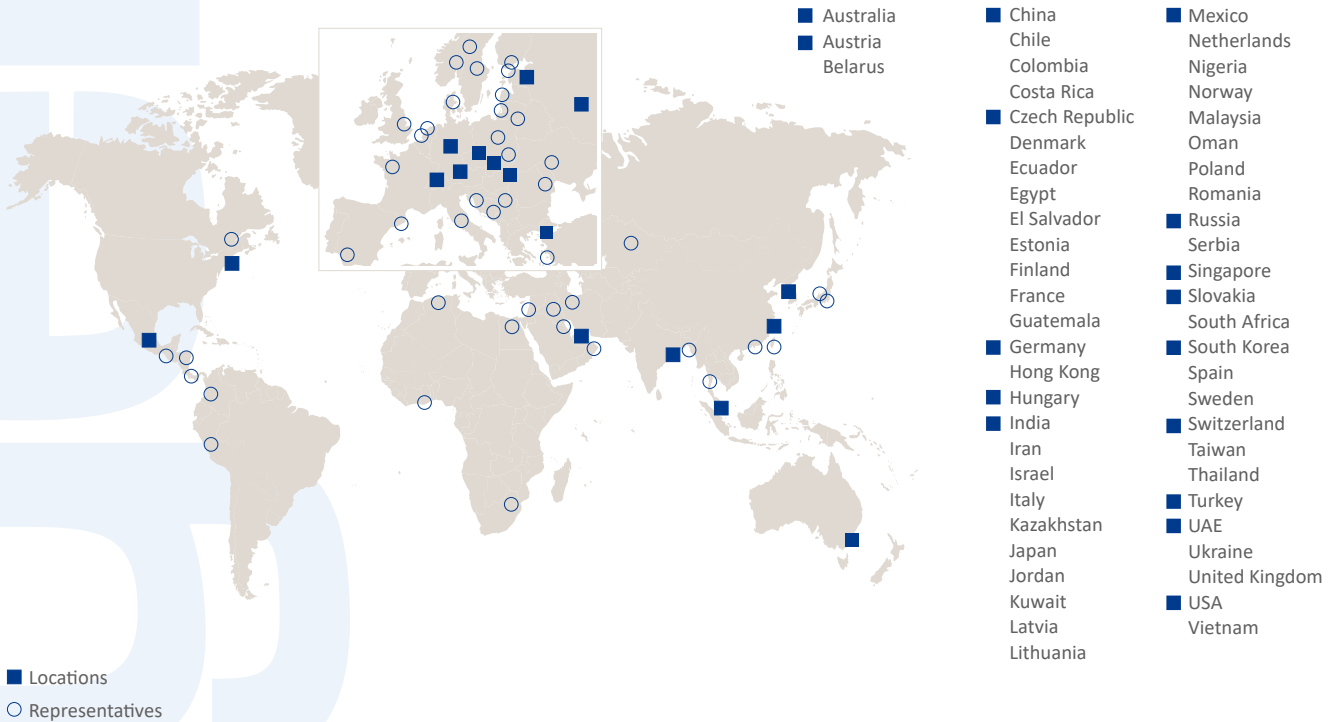 Australia
Austria
Belarus
China
Chile
Colombia
Costa Rica
Czech Republic
Denmark
Ecuador
Egypt
El Salvador
Estonia
Finland
France
Guatemala
Germany
Hong Kong
Hungary
India
Iran
Israel
Italy
Kazakhstan
Japan
Jordan
Kuwait
Latvia
Lithuania
Mexico
Netherlands
Nigeria
Norway
Malaysia
Oman
Poland
Romania
Russia
Serbia
Singapore
Slovakia
South Africa
South Korea
Spain
Sweden
Switzerland
Taiwan
Thailand
Turkey
UAE
Ukraine
United Kingdom
USA
Vietnam
Locations
Representatives